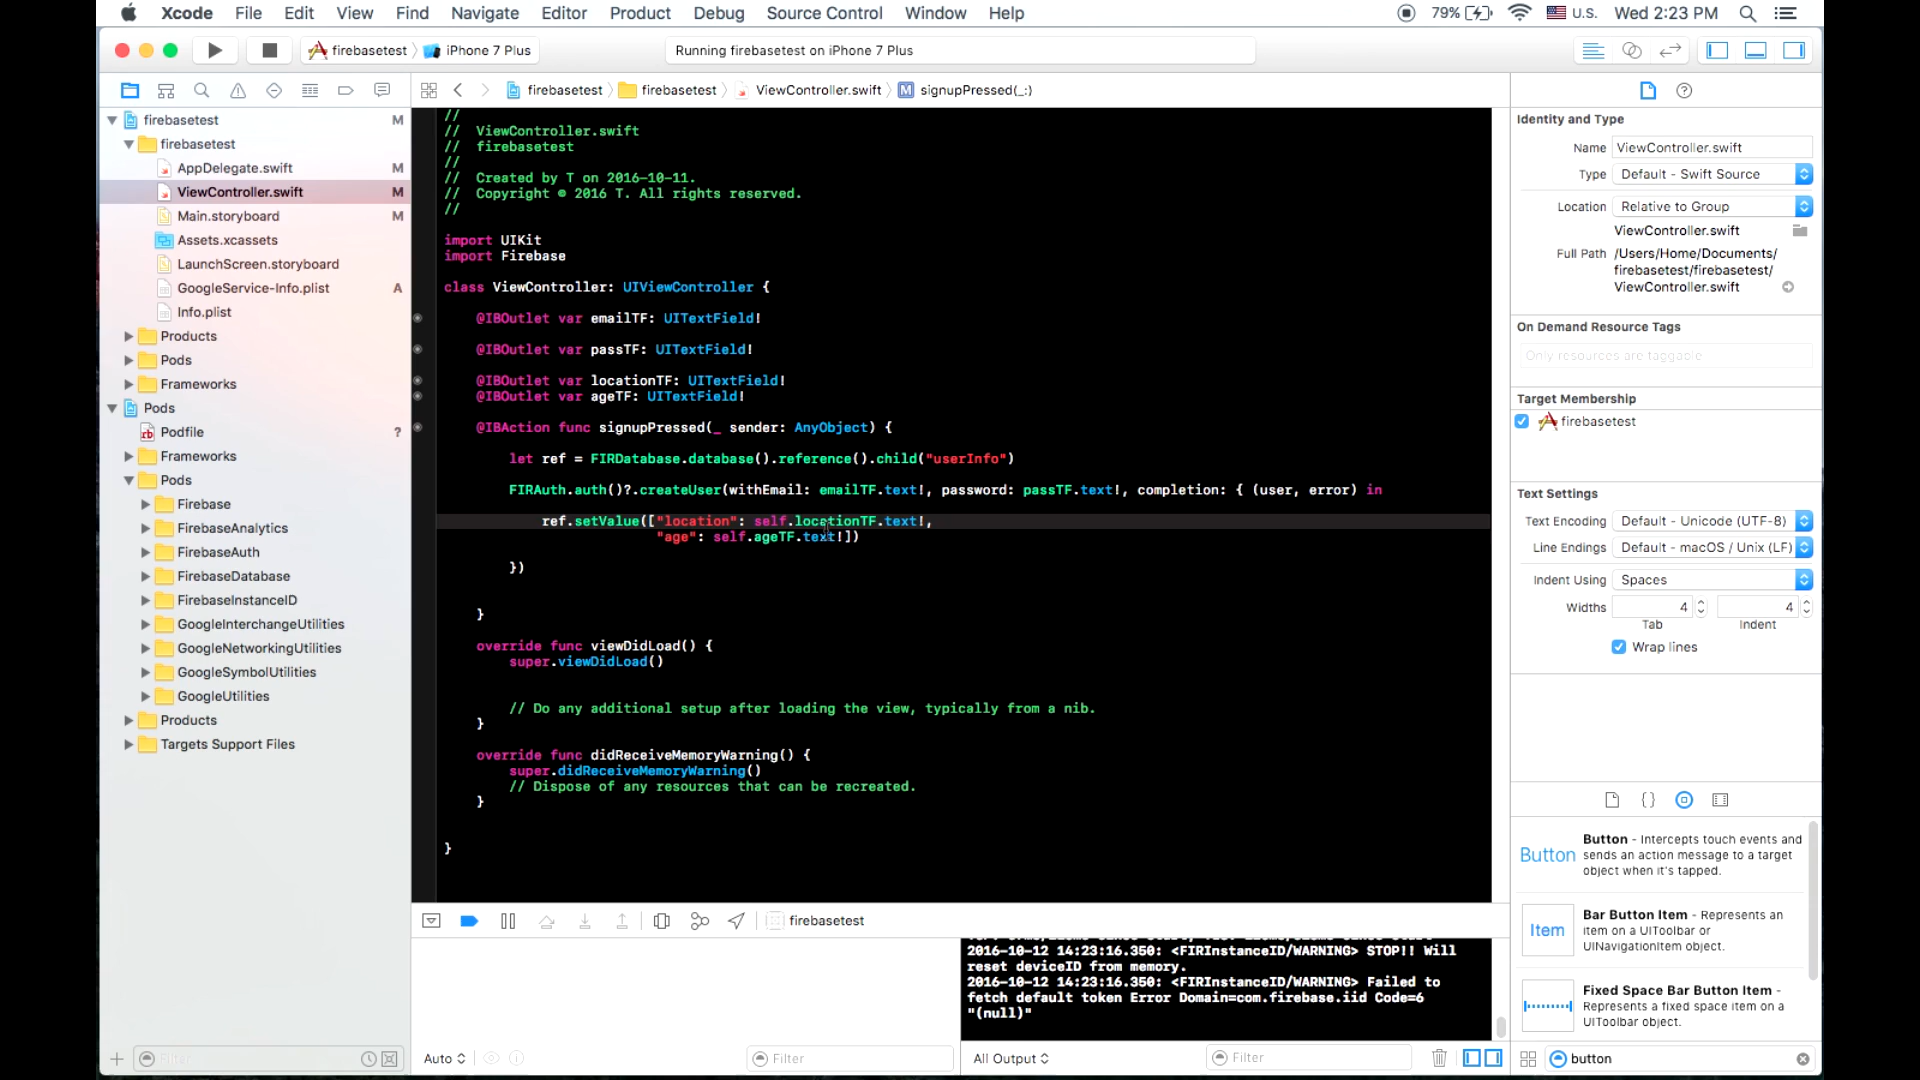 Xcode File Edit View Find Navigate Editor Product Debug Source Control Window Help 79% U.S. Wed 2:23 PM
firebasetest iPhone 7 Plus Running firebasetest on iPhone 7 Plus
firebasetest firebasetest ViewController.swift M signupPressed(_:)
firebasetest M
firebasetest
AppDelegate.swift M
ViewController.swift M
Main.storyboard M
Assets.xcassets
LaunchScreen.storyboard
GoogleService-Info.plist A
Info.plist
Products
Pods
Frameworks
Pods
rb Podfile ?
Frameworks
Pods
Firebase
FirebaseAnalytics
FirebaseAuth
FirebaseDatabase
FirebaseInstanceID
GoogleInterchangeUtilities
GoogleNetworkingUtilities
GoogleSymbolUtilities
GoogleUtilities
Products
Targets Support Files
Filter
//
// ViewController.swift
// firebasetest
//
// Created by T on 2016-10-11.
// Copyright © 2016 T. All rights reserved.
//
import UIKit
import Firebase
class ViewController: UIViewController {
@IBOutlet var emailTF: UITextField!
@IBOutlet var passTF: UITextField!
@IBOutlet var locationTF: UITextField!
@IBOutlet var ageTF: UITextField!
@IBAction func signupPressed(_ sender: AnyObject) {
let ref = FIRDatabase.database().reference().child("userInfo")
FIRAuth.auth()?.createUser(withEmail: emailTF.text!, password: passTF.text!, completion: { (user, error) in
ref.setValue(["location": self.locationTF.text!,
"age": self.ageTF.text!])
})
}
override func viewDidLoad() {
super.viewDidLoad()
// Do any additional setup after loading the view, typically from a nib.
}
override func didReceiveMemoryWarning() {
super.didReceiveMemoryWarning()
// Dispose of any resources that can be recreated.
}
}
firebasetest
2016-10-12 14:23:16.350: <FIRInstanceID/WARNING> STOP!! Will
reset deviceID from memory.
2016-10-12 14:23:16.350: <FIRInstanceID/WARNING> Failed to
fetch default token Error Domain=com.firebase.iid Code=6
"(null)"
Auto Filter All Output Filter
Identity and Type
Name ViewController.swift
Type Default - Swift Source
Location Relative to Group
ViewController.swift
Full Path /Users/Home/Documents/
firebasetest/firebasetest/
ViewController.swift
On Demand Resource Tags
Only resources are taggable
Target Membership
firebasetest
Text Settings
Text Encoding Default - Unicode (UTF-8)
Line Endings Default - macOS / Unix (LF)
Indent Using Spaces
Widths 4 4
Tab Indent
Wrap lines
{}
Button Button - Intercepts touch events and
sends an action message to a target
object when it's tapped.
Item Bar Button Item - Represents an
item on a UIToolbar or
UINavigationItem object.
Fixed Space Bar Button Item -
Represents a fixed space item on a
UIToolbar object.
button